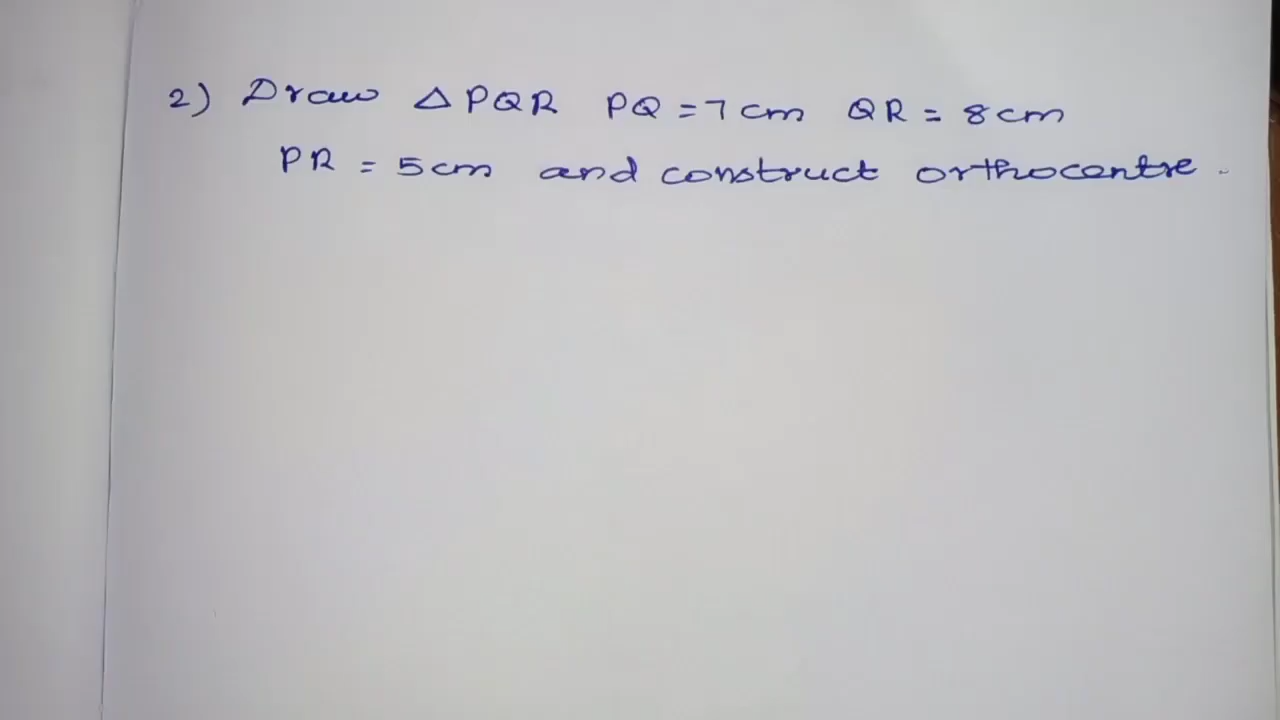 2) Draw △ PQR PQ = 7 cm QR = 8 cm
PR = 5 cm and construct orthocentre.